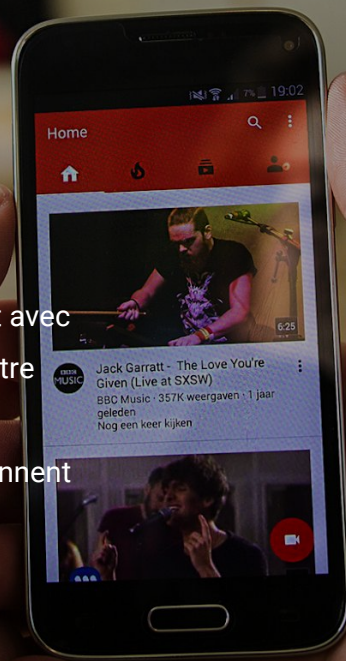 7% 19:02
Home
6:25
t avec
tre
BBC
MUSIC
Jack Garratt - The Love You're
Given (Live at SXSW)
BBC Music · 357K weergaven · 1 jaar
geleden
Nog een keer kijken
nnent